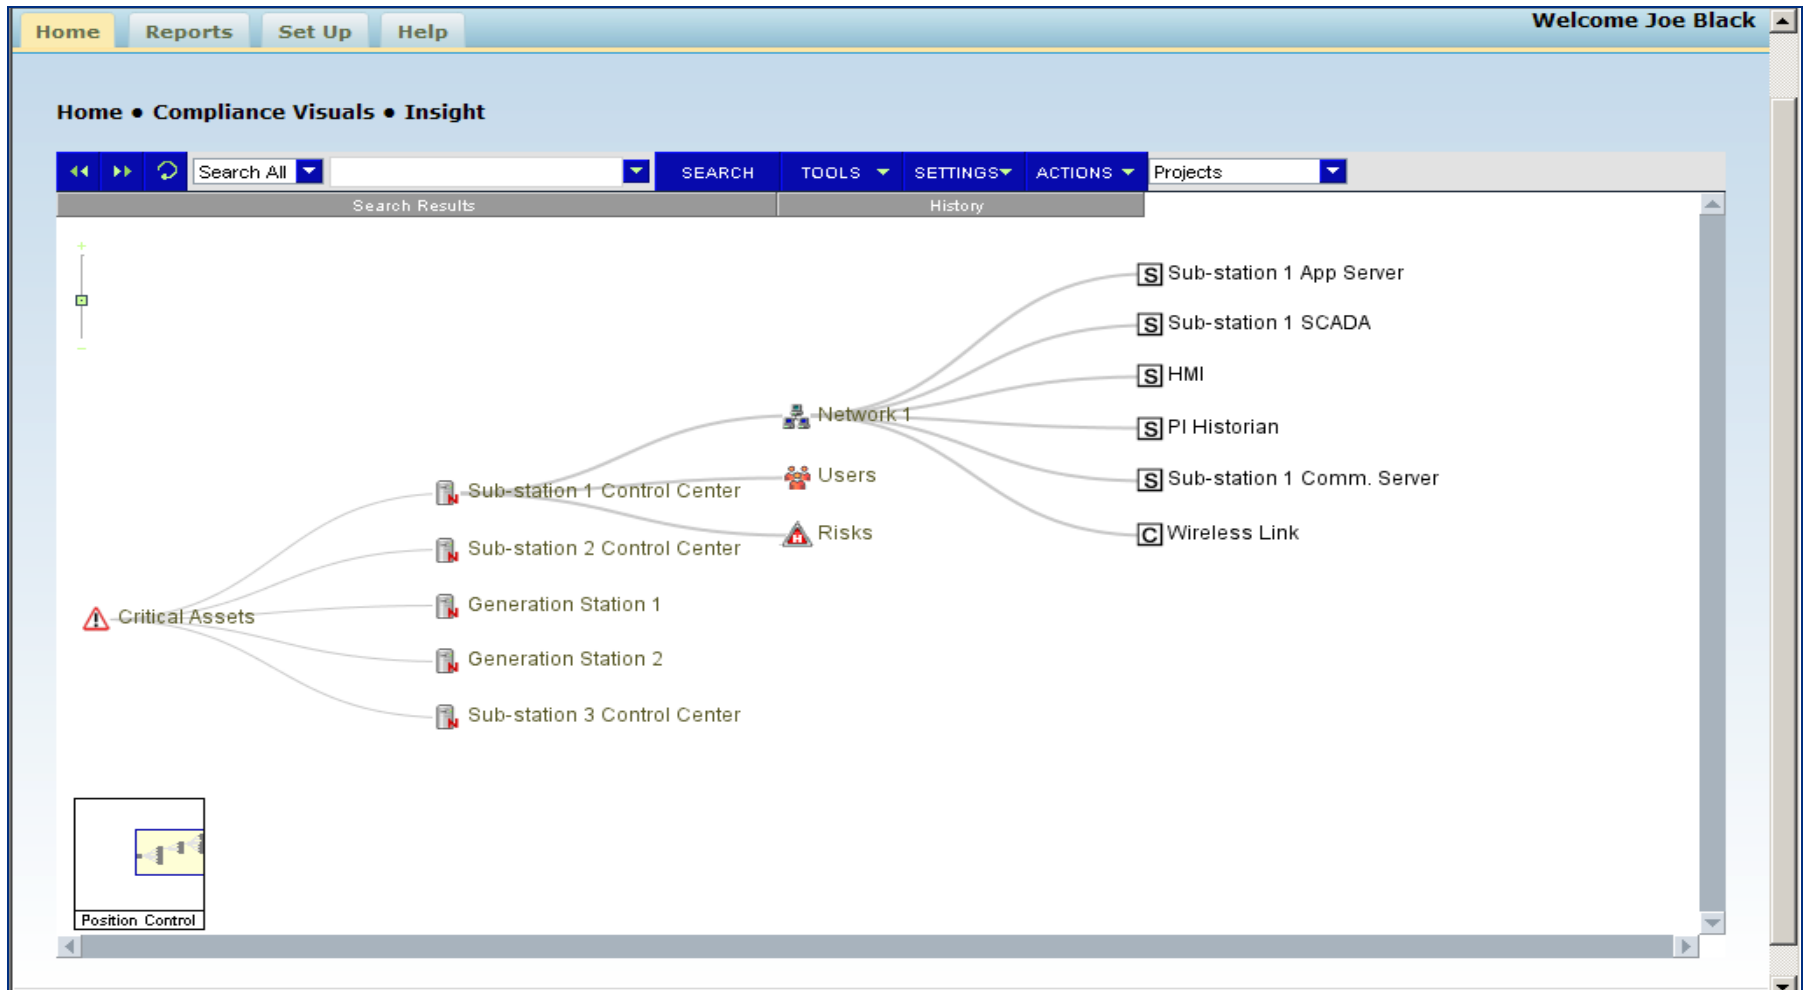 Welcome Joe Black
Home Reports Set Up Help
Home • Compliance Visuals • Insight
Search All SEARCH TOOLS SETTINGS ACTIONS Projects
Search Results History
Sub-station 1 App Server
Sub-station 1 SCADA
HMI
Network 1
PI Historian
Users
Sub-station 1 Comm. Server
Sub-station 1 Control Center
Risks
Wireless Link
Sub-station 2 Control Center
Generation Station 1
Critical Assets
Generation Station 2
Sub-station 3 Control Center
Position Control